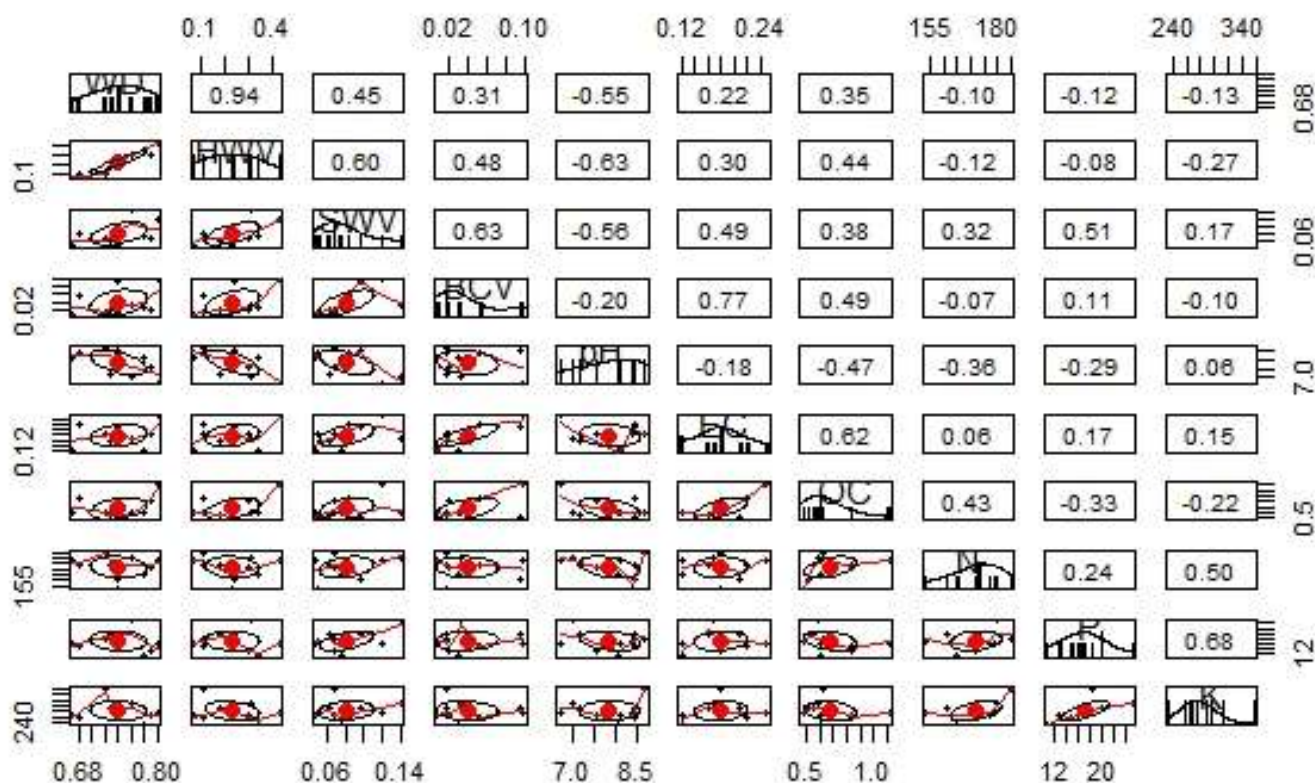 0.1 0.4 0.02 0.10 0.12 0.24 155 180 240 340
WD 0.94 0.45 0.31 -0.55 0.22 0.35 -0.10 -0.12 -0.13 0.68
0.1 HWV 0.60 0.48 -0.63 0.30 0.44 -0.12 -0.08 -0.27
SWV 0.63 -0.56 0.49 0.38 0.32 0.51 0.17 0.06
0.02 BCV -0.20 0.77 0.49 -0.07 0.11 -0.10
pH -0.18 -0.47 -0.36 -0.29 0.06 7.0
0.12 EC 0.62 0.06 0.17 0.15
OC 0.43 -0.33 -0.22 0.5
155 N 0.24 0.50
P 0.68 12
240 K
0.68 0.80 0.06 0.14 7.0 8.5 0.5 1.0 12 20